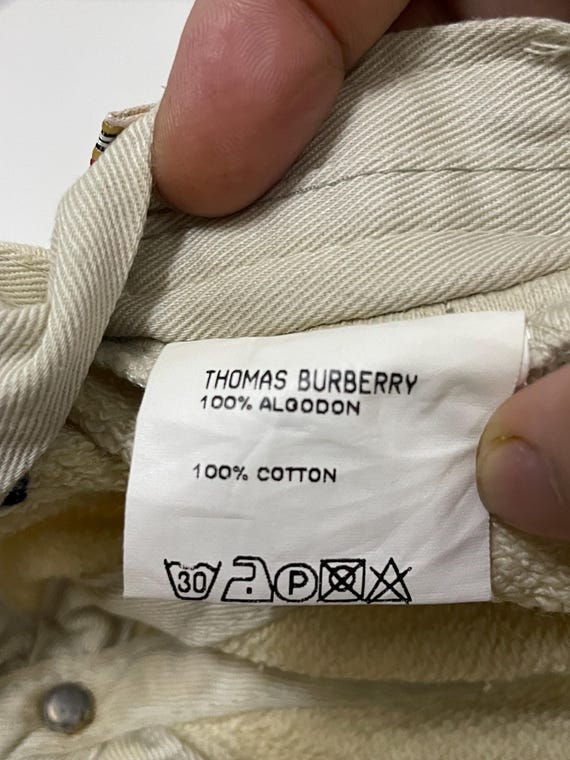 THOMAS BURBERRY
100% ALGODON
100% COTTON
30 P